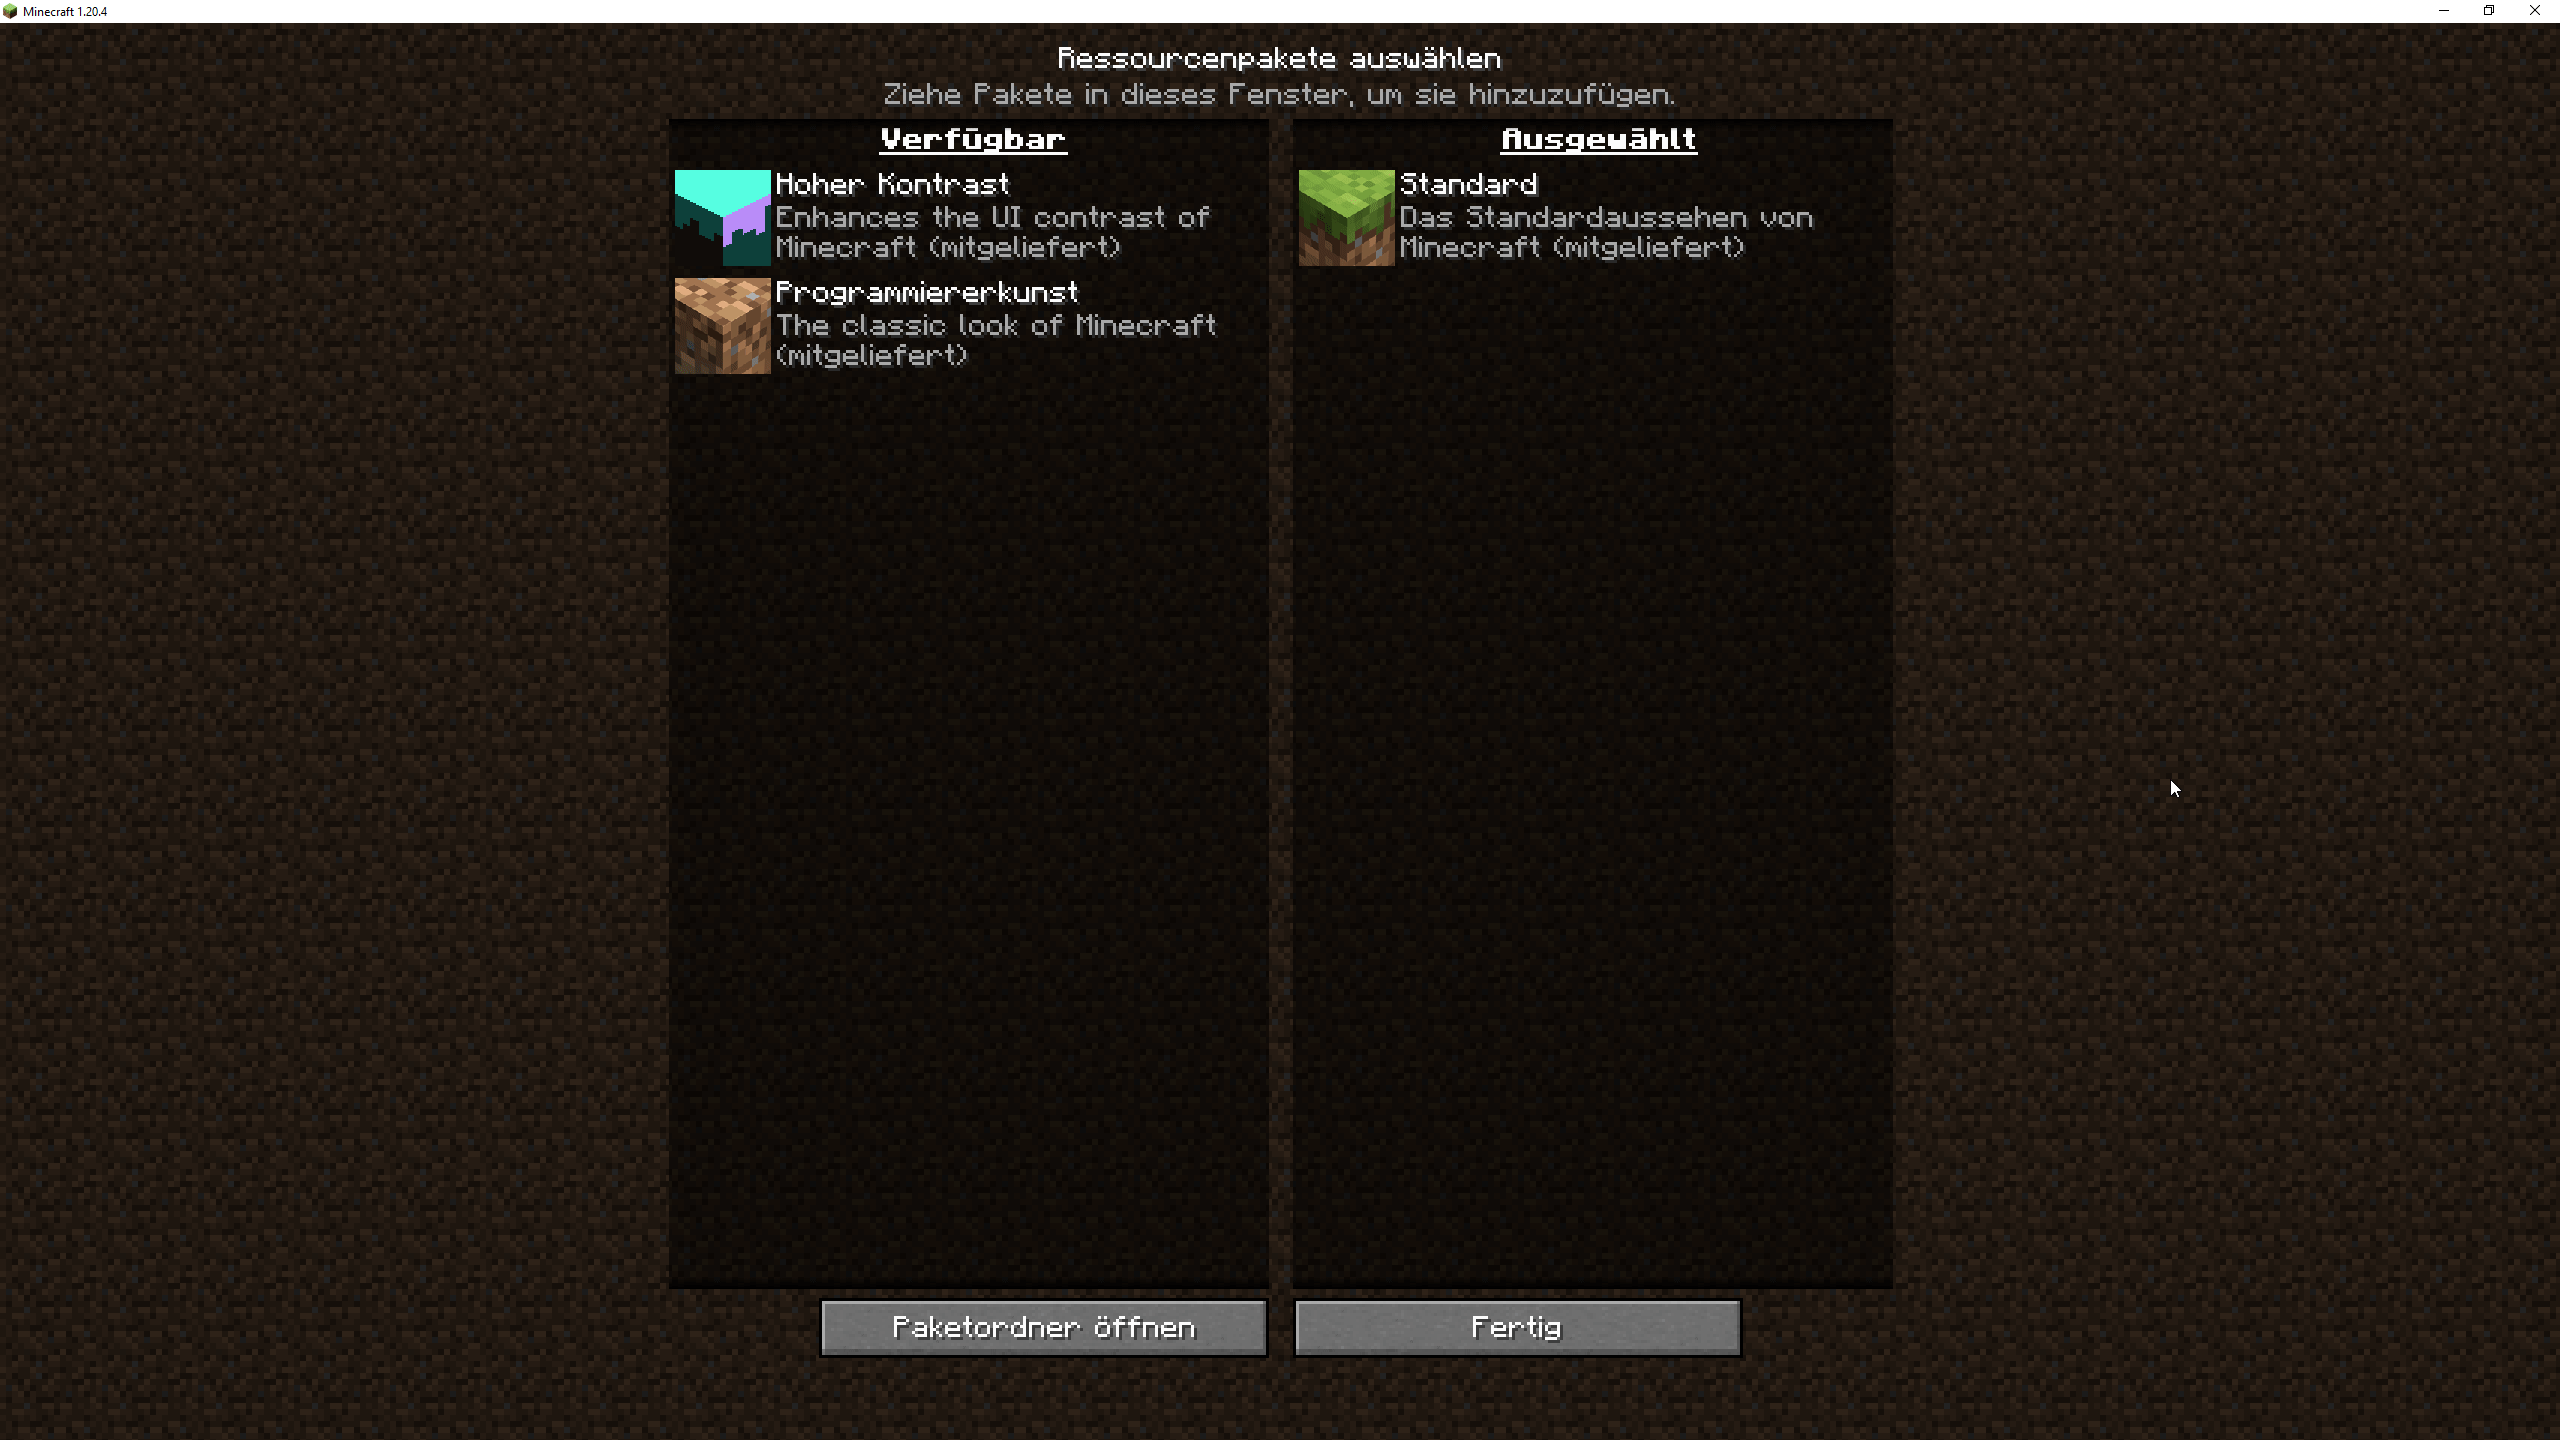 Minecraft 1.20.4
Ressourcenpakete auswählen
Ziehe Pakete in dieses Fenster, um sie hinzuzufügen.
Verfügbar
Hoher Kontrast
Enhances the UI contrast of
Minecraft (mitgeliefert)
Programmiererkunst
The classic look of Minecraft
(mitgeliefert)
Ausgewählt
Standard
Das Standardaussehen von
Minecraft (mitgeliefert)
Paketordner öffnen
Fertig